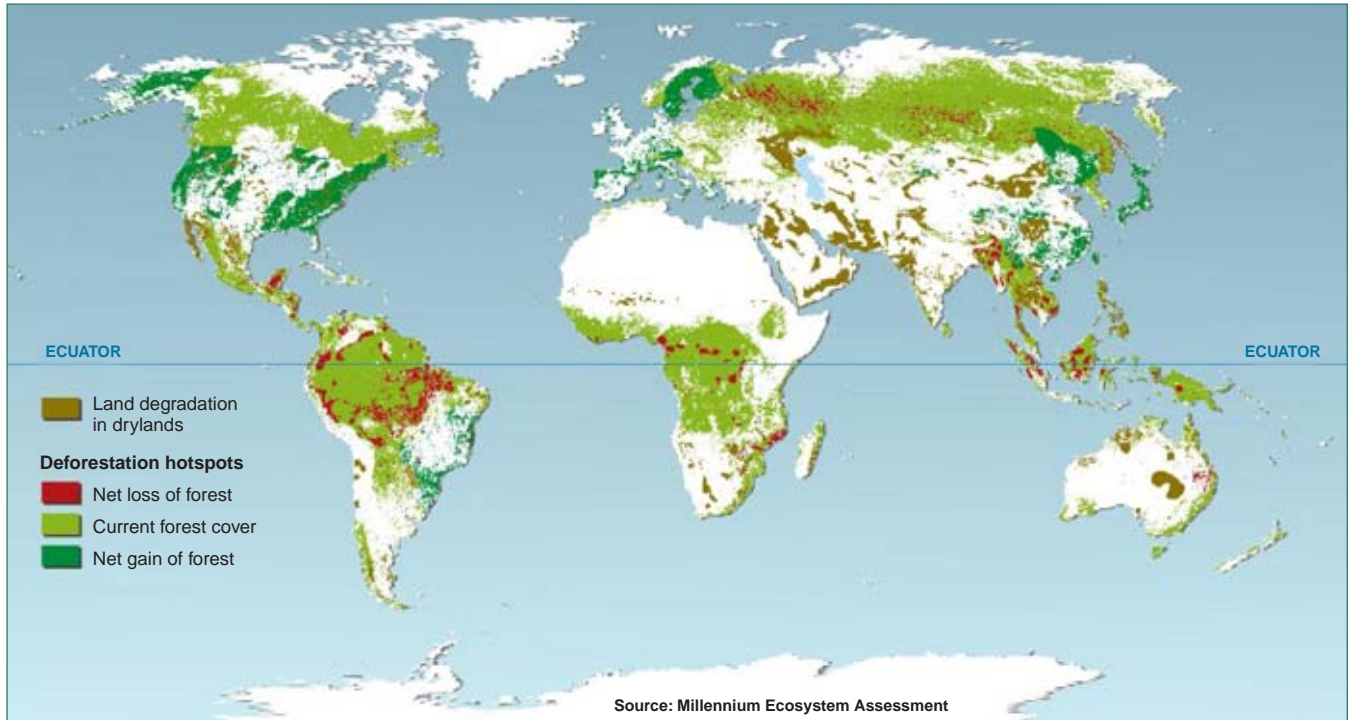 ECUATOR
ECUATOR
Land degradation
in drylands
Deforestation hotspots
Net loss of forest
Current forest cover
Net gain of forest
Source: Millennium Ecosystem Assessment